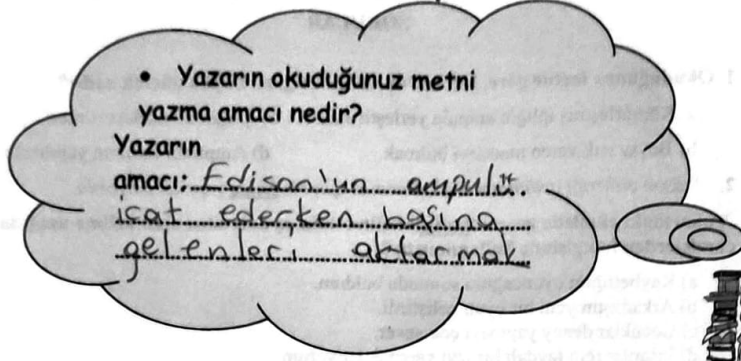 • Yazarın okuduğunuz metni
yazma amacı nedir?
Yazarın
amacı: Edison'un ampulü
icat ederken başına
gelenleri aktarmak